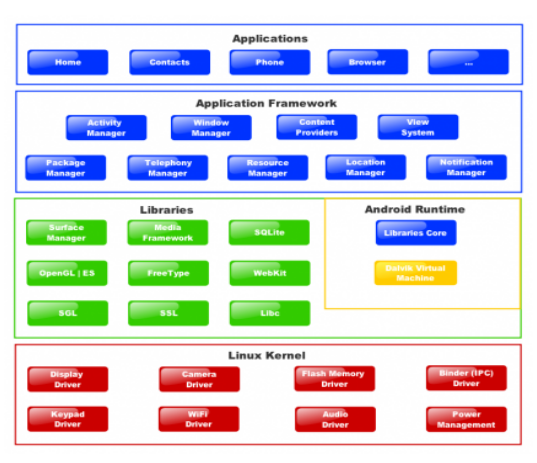 Applications
Home
Contacts
Phone
Browser
...
Application Framework
Activity
Manager
Window
Manager
Content
Providers
View
System
Package
Manager
Telephony
Manager
Resource
Manager
Location
Manager
Notification
Manager
Libraries
Surface
Manager
Media
Framework
SQLite
OpenGL | ES
FreeType
WebKit
SGL
SSL
Libc
Android Runtime
Libraries Core
Dalvik Virtual
Machine
Linux Kernel
Display
Driver
Camera
Driver
Flash Memory
Driver
Binder (IPC)
Driver
Keypad
Driver
WiFi
Driver
Audio
Driver
Power
Management